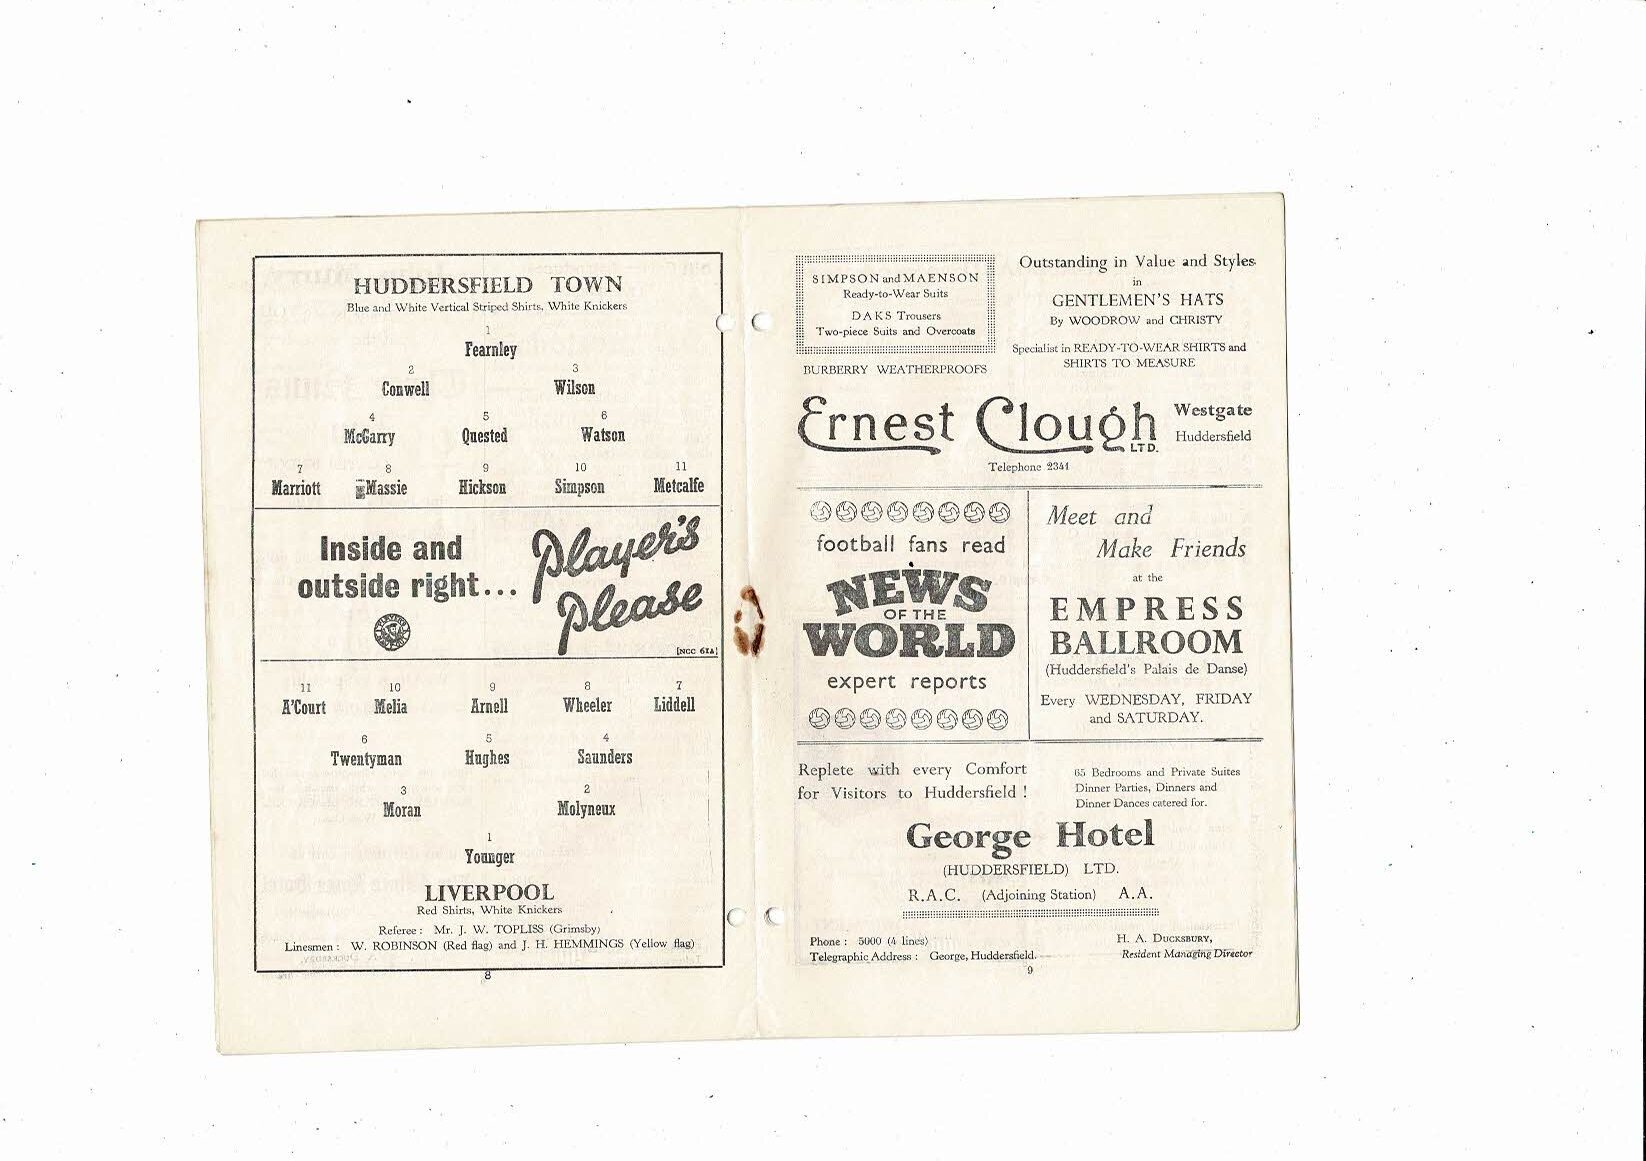 HUDDERSFIELD TOWN
Blue and White Vertical Striped Shirts, White Knickers
1
Fearnley
2 3
Conwell Wilson
4 5 6
McGarry Quested Watson
7 8 9 10 11
Marriott Massie Hickson Simpson Metcalfe
Inside and
outside right...
Player's
Please
[NCC 61A]
11 10 9 8 7
A'Court Melia Arnell Wheeler Liddell
6 5 4
Twentyman Hughes Saunders
3 2
Moran Molyneux
1
Younger
LIVERPOOL
Red Shirts, White Knickers
Referee : Mr. J. W. TOPLISS (Grimsby)
Linesmen : W. ROBINSON (Red flag) and J. H. HEMMINGS (Yellow flag)
8
SIMPSON and MAENSON
Ready-to-Wear Suits
DAKS Trousers
Two-piece Suits and Overcoats
BURBERRY WEATHERPROOFS
Outstanding in Value and Styles
in
GENTLEMEN'S HATS
By WOODROW and CHRISTY
Specialist in READY-TO-WEAR SHIRTS and
SHIRTS TO MEASURE
Ernest Clough
LTD.
Westgate
Huddersfield
Telephone 2341
football fans read
NEWS
OF THE
WORLD
expert reports
Meet and
Make Friends
at the
EMPRESS
BALLROOM
(Huddersfield's Palais de Danse)
Every WEDNESDAY, FRIDAY
and SATURDAY.
Replete with every Comfort
for Visitors to Huddersfield !
65 Bedrooms and Private Suites
Dinner Parties, Dinners and
Dinner Dances catered for.
George Hotel
(HUDDERSFIELD) LTD.
R.A.C. (Adjoining Station) A.A.
Phone : 5000 (4 lines)
Telegraphic Address : George, Huddersfield.
H. A. DUCKSBURY,
Resident Managing Director
9